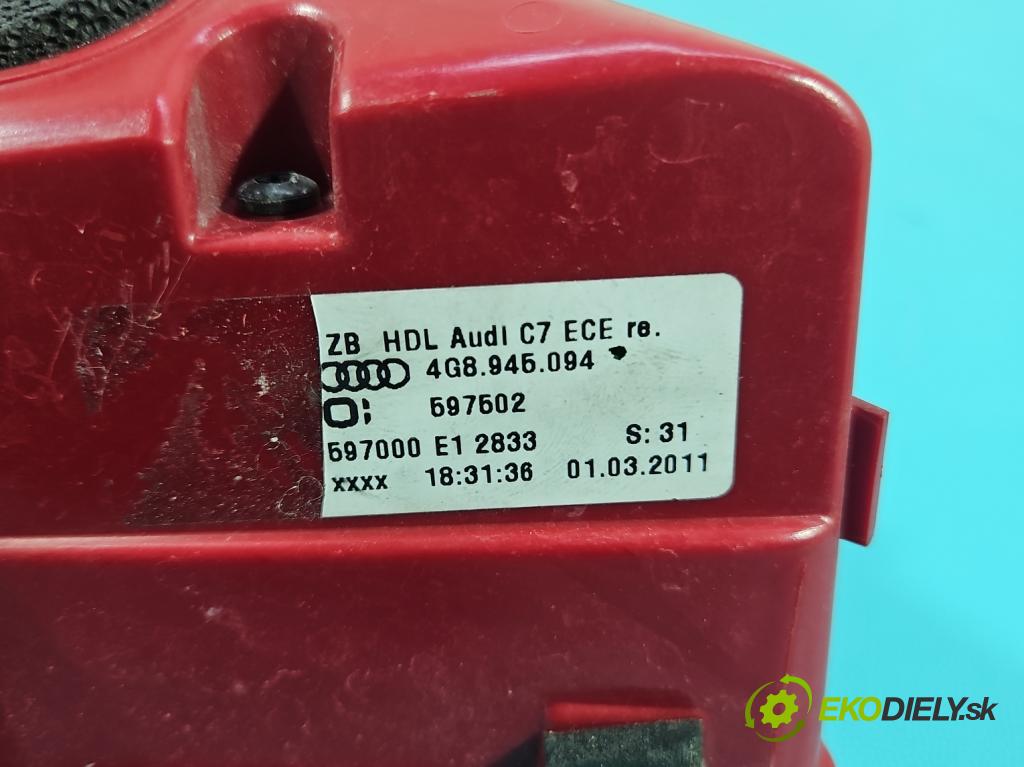 ZB HDL Audi C7 ECE re.
4G8.945.094
597502
597000 E1 2833 S: 31
xxxx 18:31:36 01.03.2011
EKODIELY.sk